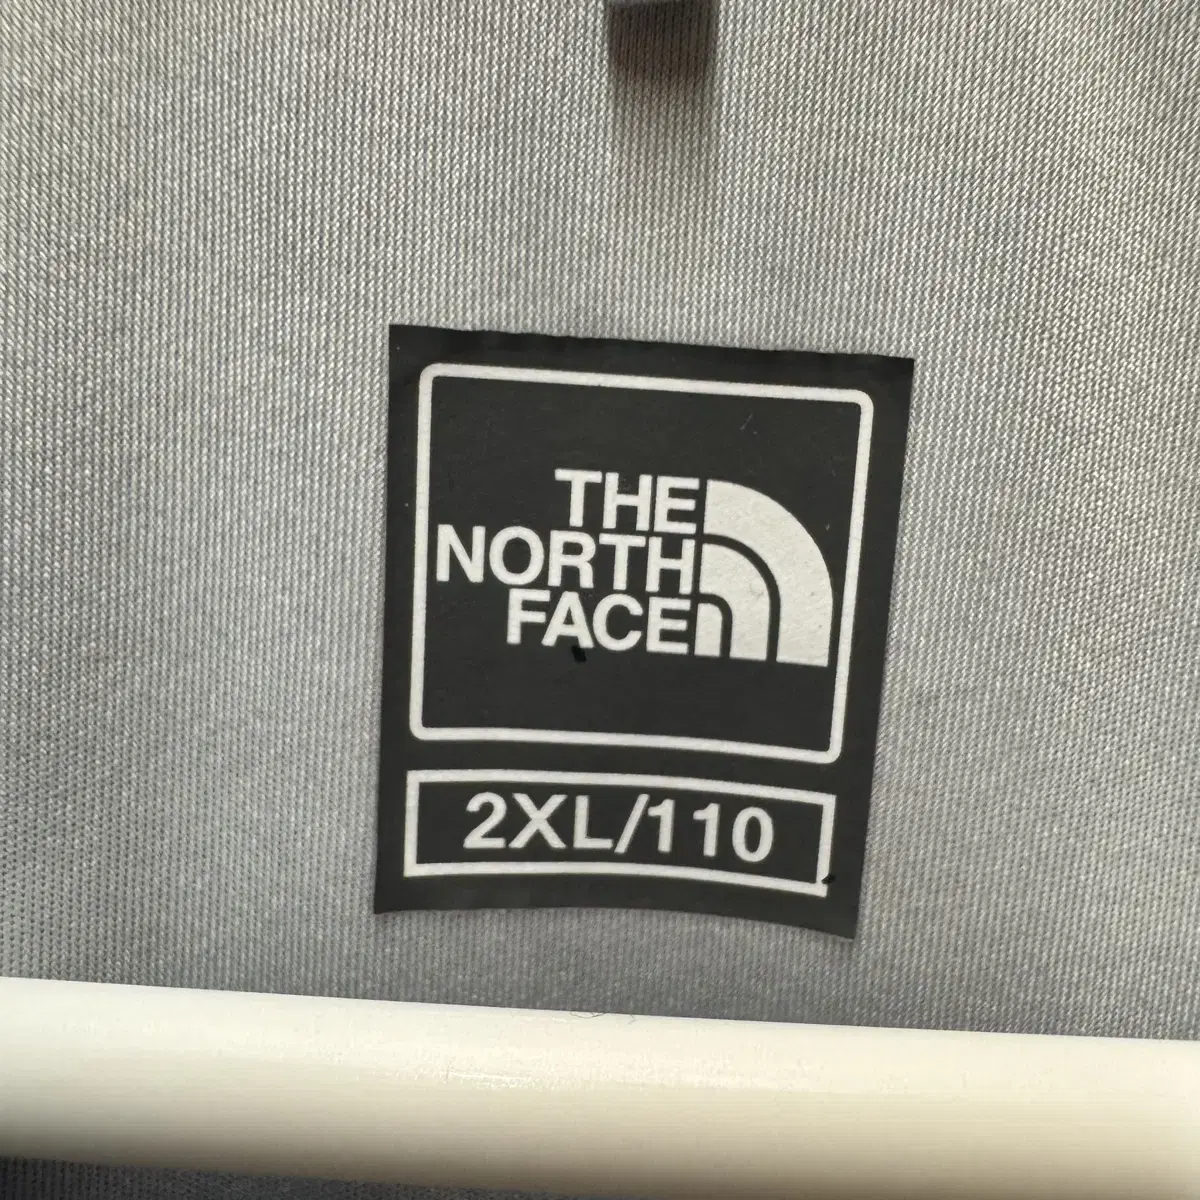 THE
NORTH
FACE
2XL/110